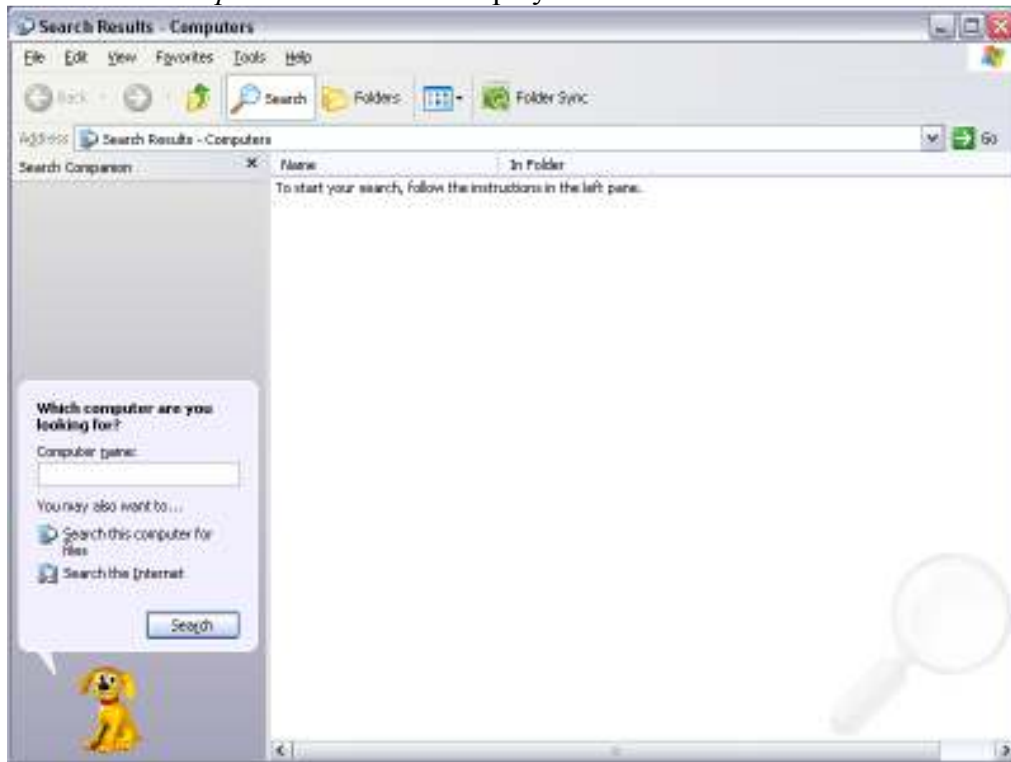 Search Results - Computers
File Edit View Favorites Tools Help
Back Search Folders Folder Sync
Address Search Results - Computers Go
Search Companion Name In Folder
To start your search, follow the instructions in the left pane.
Which computer are you
looking for?
Computer name:
You may also want to...
Search this computer for
files
Search the Internet
Search